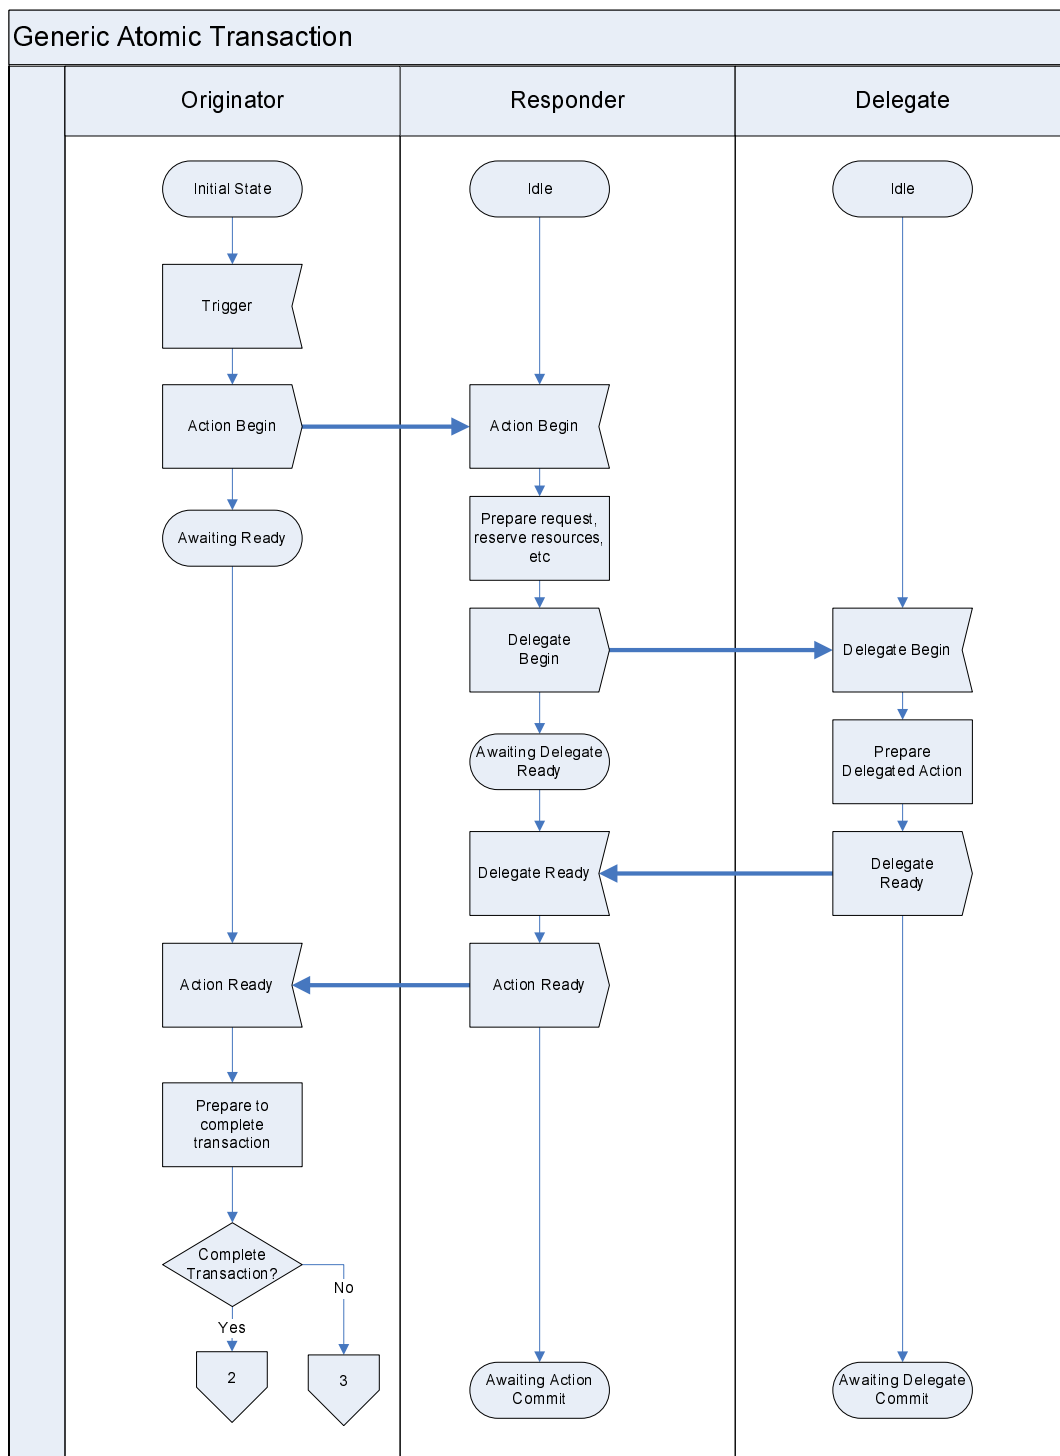 Generic Atomic Transaction
Originator
Responder
Delegate
Initial State
Idle
Idle
Trigger
Action Begin
Action Begin
Prepare request,
reserve resources,
etc
Awaiting Ready
Delegate
Begin
Delegate Begin
Awaiting Delegate
Ready
Prepare
Delegated Action
Delegate Ready
Delegate
Ready
Action Ready
Action Ready
Prepare to
complete
transaction
Complete
Transaction?
No
Yes
2
3
Awaiting Action
Commit
Awaiting Delegate
Commit